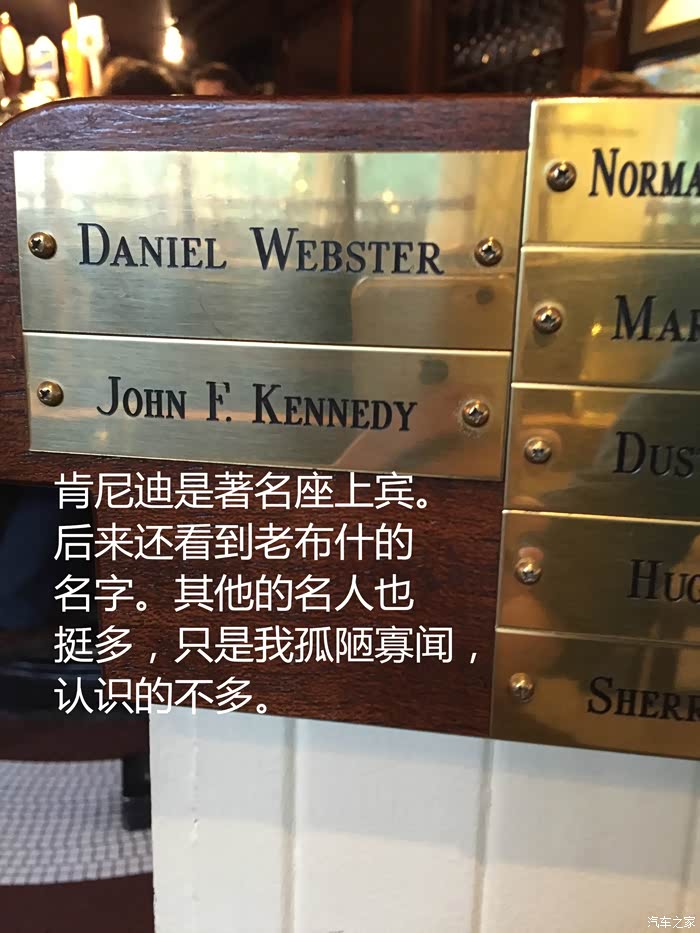 DANIEL WEBSTER
JOHN F. KENNEDY
NORMA
MAR
DUST
HUG
SHERR
肯尼迪是著名座上宾。
后来还看到老布什的
名字。其他的名人也
挺多，只是我孤陋寡闻，
认识的不多。
汽车之家